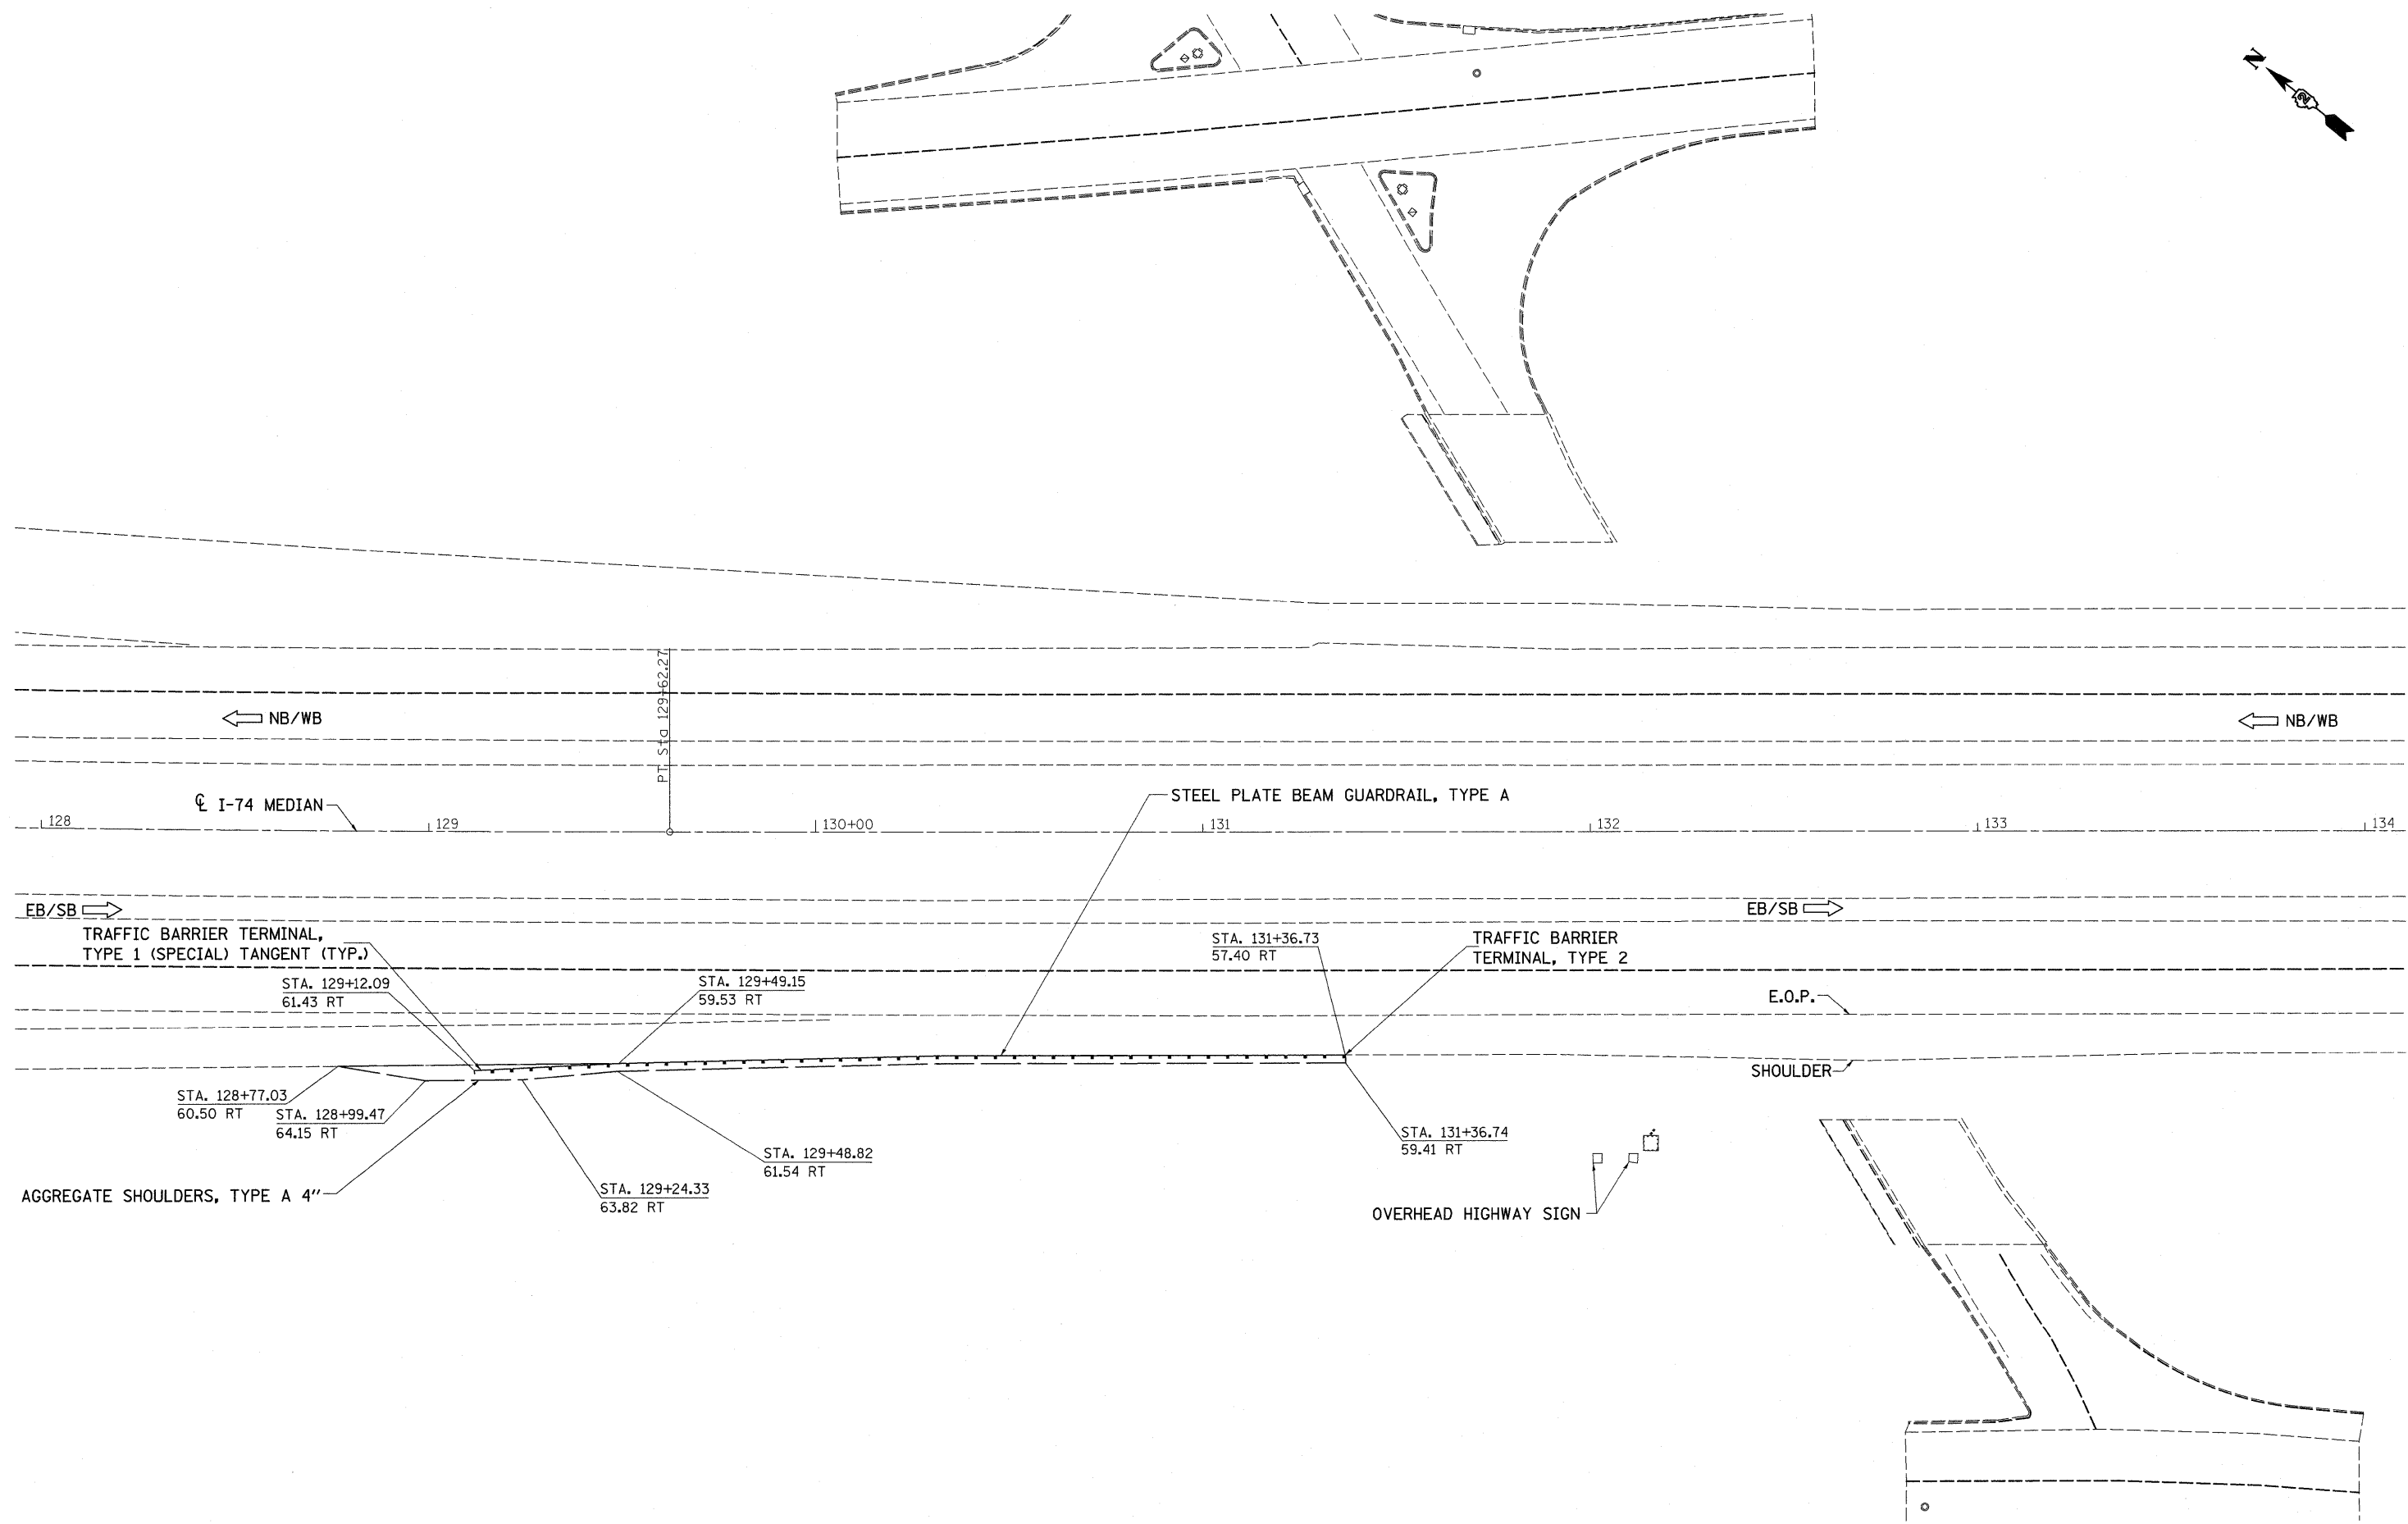 N
2
PT Sta 129+62.27
NB/WB
NB/WB
℄ I-74 MEDIAN
STEEL PLATE BEAM GUARDRAIL, TYPE A
128
129
130+00
131
132
133
134
EB/SB
EB/SB
TRAFFIC BARRIER TERMINAL,
TYPE 1 (SPECIAL) TANGENT (TYP.)
STA. 131+36.73
57.40 RT
TRAFFIC BARRIER
TERMINAL, TYPE 2
STA. 129+12.09
61.43 RT
STA. 129+49.15
59.53 RT
E.O.P.
SHOULDER
STA. 128+77.03
60.50 RT
STA. 128+99.47
64.15 RT
STA. 131+36.74
59.41 RT
STA. 129+48.82
61.54 RT
AGGREGATE SHOULDERS, TYPE A 4"
STA. 129+24.33
63.82 RT
OVERHEAD HIGHWAY SIGN